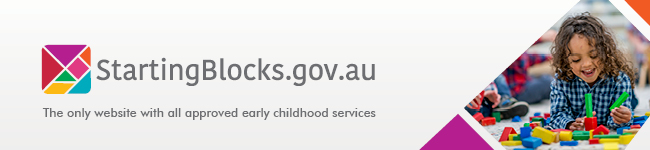 StartingBlocks.gov.au
The only website with all approved early childhood services